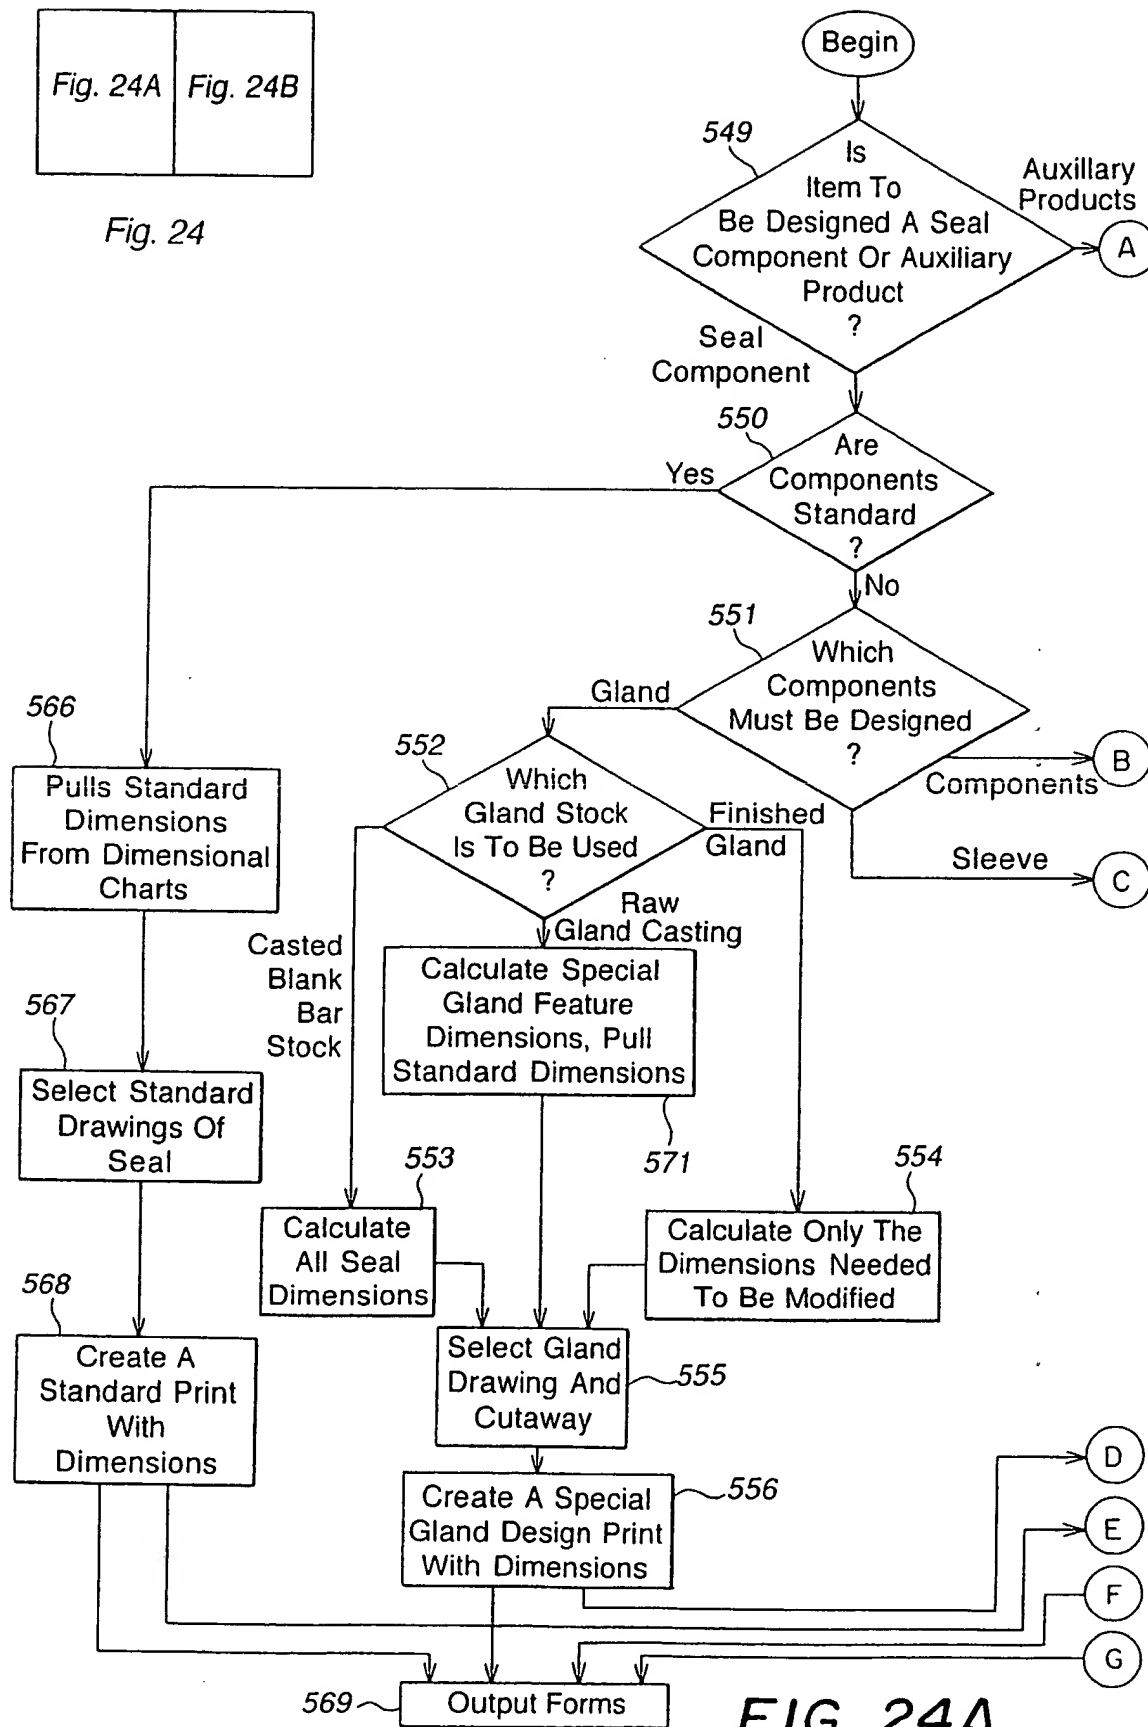 Fig. 24A
Fig. 24B
Fig. 24
Begin
549
Is
Item To
Be Designed A Seal
Component Or Auxiliary
Product
?
Auxillary
Products
A
Seal
Component
550
Are
Components
Standard
?
Yes
No
551
Which
Components
Must Be Designed
?
Gland
B
Components
Sleeve
C
552
Which
Gland Stock
Is To Be Used
?
Finished
Gland
Raw
Gland Casting
Casted
Blank
Bar
Stock
566
Pulls Standard
Dimensions
From Dimensional
Charts
Calculate Special
Gland Feature
Dimensions, Pull
Standard Dimensions
571
567
Select Standard
Drawings Of
Seal
553
Calculate
All Seal
Dimensions
554
Calculate Only The
Dimensions Needed
To Be Modified
568
Create A
Standard Print
With
Dimensions
Select Gland
Drawing And
Cutaway
555
Create A Special
Gland Design Print
With Dimensions
556
D
E
F
G
569
Output Forms
FIG. 24A